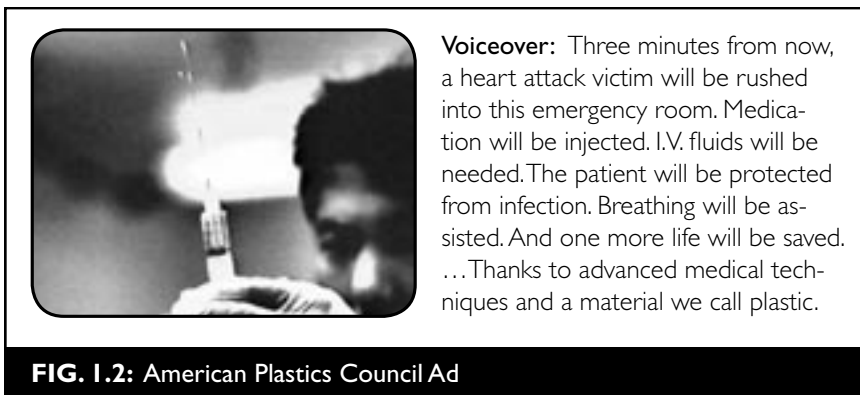 Voiceover: Three minutes from now,
a heart attack victim will be rushed
into this emergency room. Medica-
tion will be injected. I.V. fluids will be
needed. The patient will be protected
from infection. Breathing will be as-
sisted. And one more life will be saved.
…Thanks to advanced medical tech-
niques and a material we call plastic.
FIG. 1.2: American Plastics Council Ad